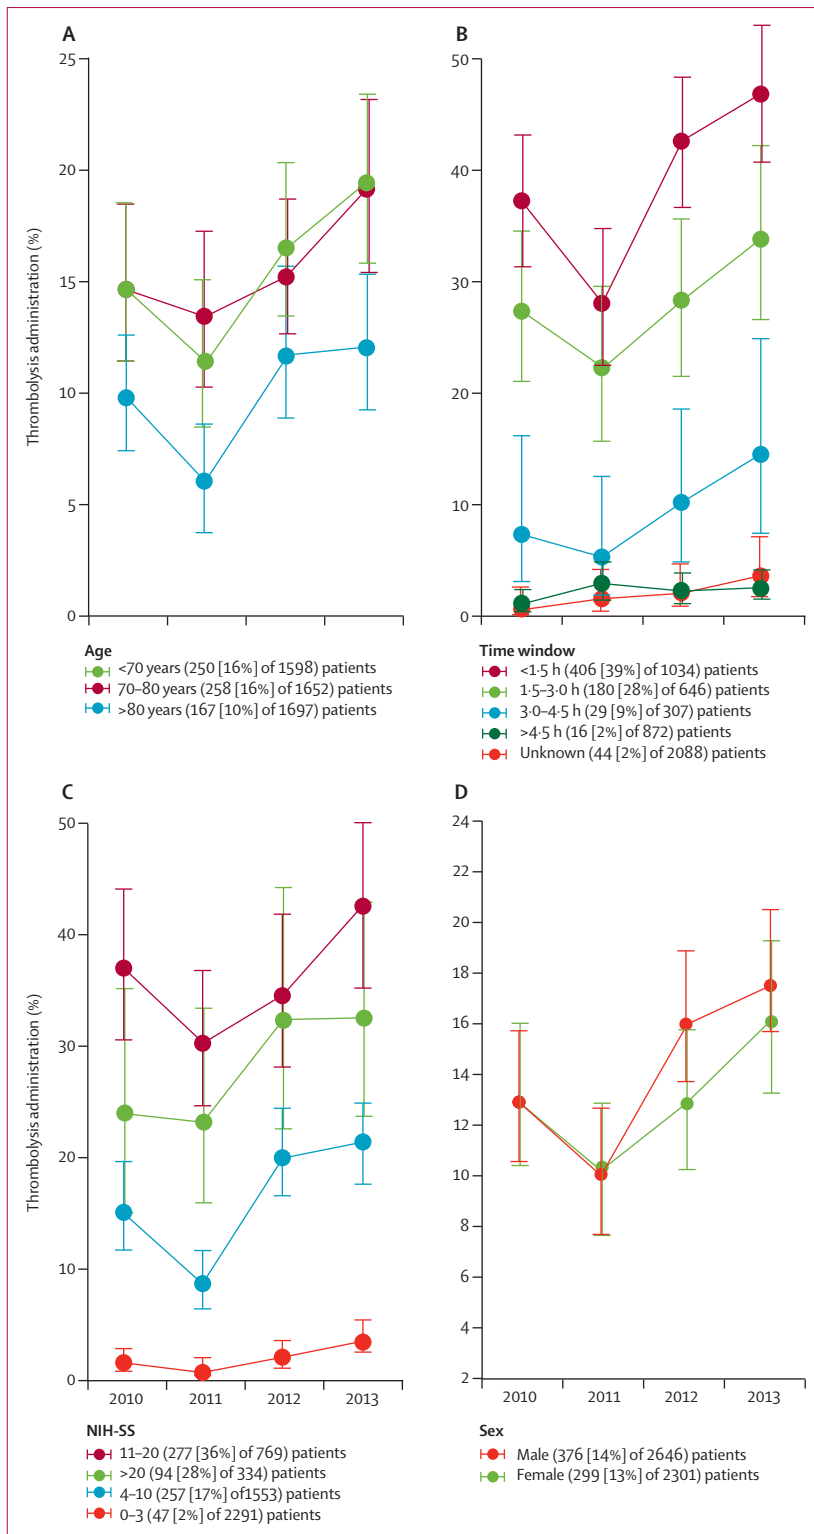 A
25
20
15
10
5
0
Thrombolysis administration (%)
Age
<70 years (250 [16%] of 1598) patients
70–80 years (258 [16%] of 1652) patients
>80 years (167 [10%] of 1697) patients
B
50
40
30
20
10
0
Time window
<1·5 h (406 [39%] of 1034) patients
1·5–3·0 h (180 [28%] of 646) patients
3·0–4·5 h (29 [9%] of 307) patients
>4·5 h (16 [2%] of 872) patients
Unknown (44 [2%] of 2088) patients
C
50
40
30
20
10
0
Thrombolysis administration (%)
2010 2011 2012 2013
NIH-SS
11–20 (277 [36%] of 769) patients
>20 (94 [28%] of 334) patients
4–10 (257 [17%] of1553) patients
0–3 (47 [2%] of 2291) patients
D
24
22
20
18
16
14
12
10
8
6
4
2
2010 2011 2012 2013
Sex
Male (376 [14%] of 2646) patients
Female (299 [13%] of 2301) patients